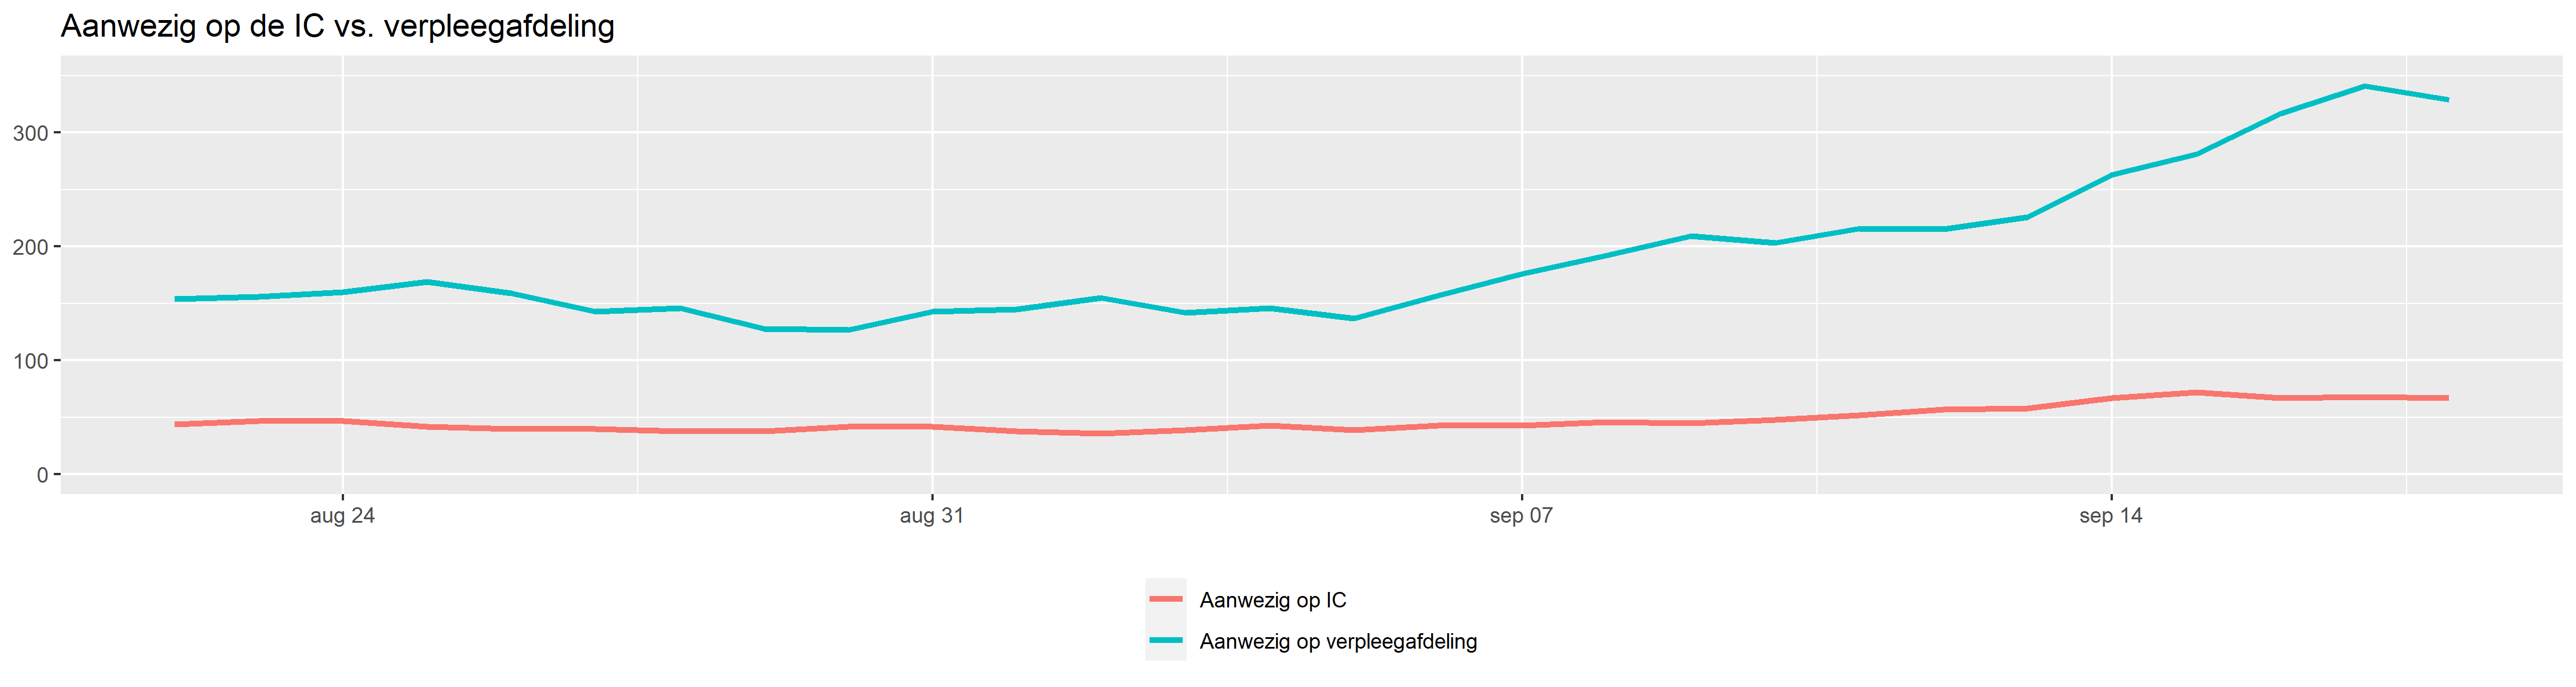 Aanwezig op de IC vs. verpleegafdeling
300
200
100
0
aug 24
aug 31
sep 07
sep 14
Aanwezig op IC
Aanwezig op verpleegafdeling